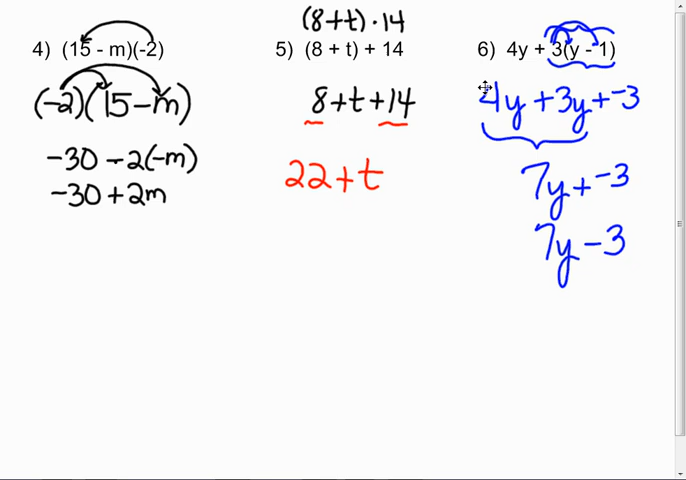 4) (15 - m)(-2)
(-2)(15-m)
-30 -2(-m)
-30+2m
(8+t)·14
5) (8 + t) + 14
8+t+14
22+t
6) 4y + 3(y - 1)
4y+3y+-3
7y+-3
7y-3